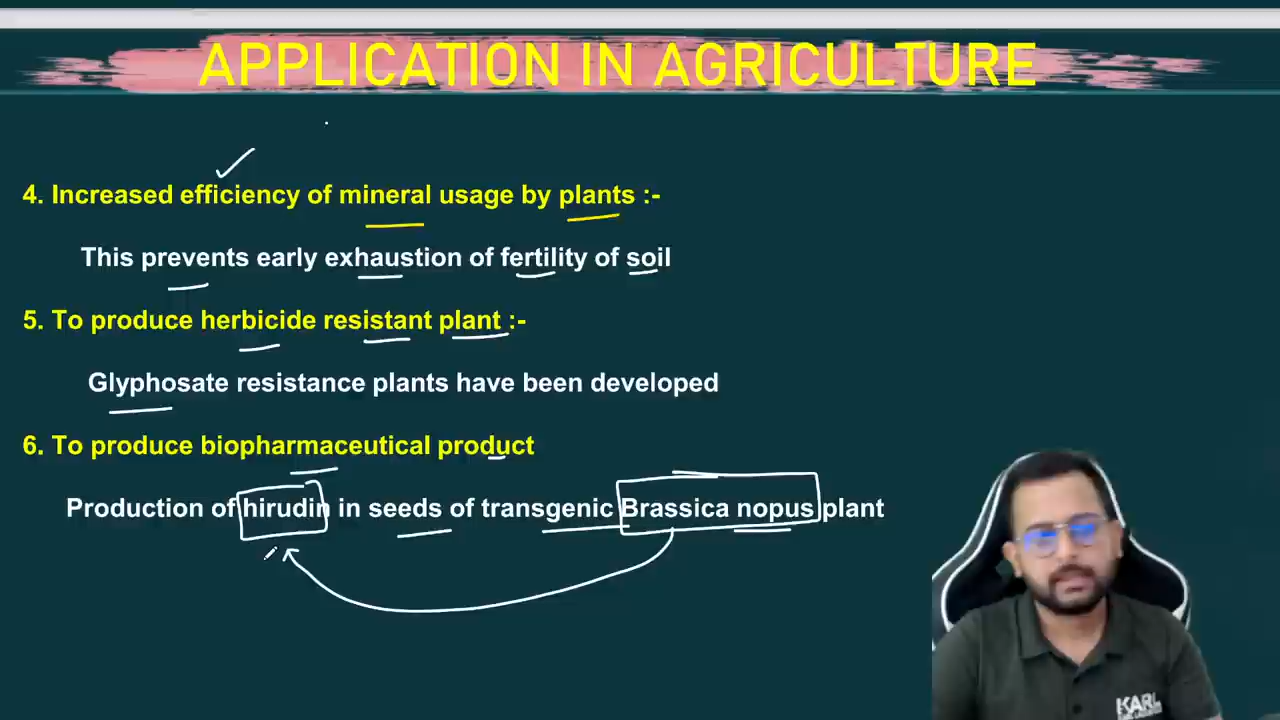 APPLICATION IN AGRICULTURE
4. Increased efficiency of mineral usage by plants :-
This prevents early exhaustion of fertility of soil
5. To produce herbicide resistant plant :-
Glyphosate resistance plants have been developed
6. To produce biopharmaceutical product
Production of hirudin in seeds of transgenic Brassica nopus plant